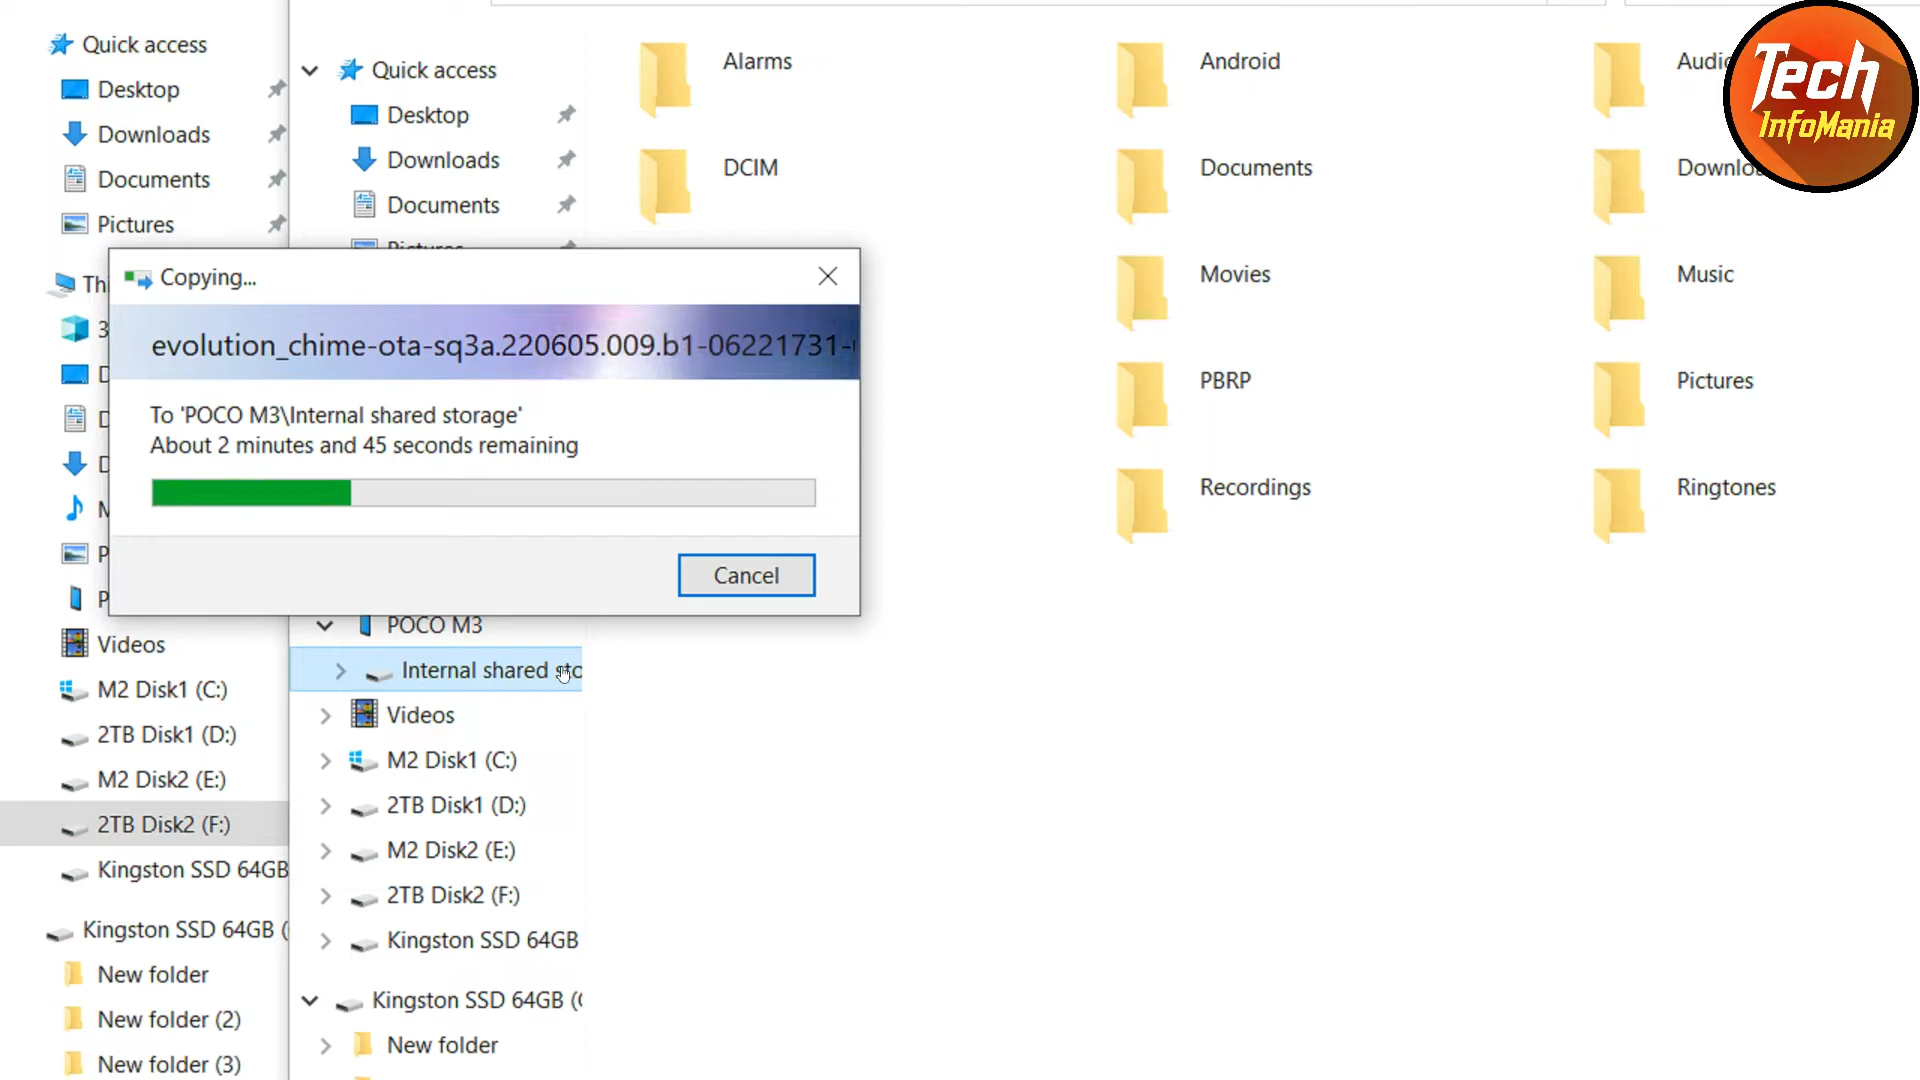 Quick access
Desktop
Downloads
Documents
Pictures
Quick access
Desktop
Downloads
Documents
Alarms
Android
DCIM
Documents
Movies
Music
PBRP
Pictures
Recordings
Ringtones
Tech
InfoMania
Copying...
evolution_chime-ota-sq3a.220605.009.b1-06221731-
To 'POCO M3\Internal shared storage'
About 2 minutes and 45 seconds remaining
Cancel
Videos
M2 Disk1 (C:)
2TB Disk1 (D:)
M2 Disk2 (E:)
2TB Disk2 (F:)
Kingston SSD 64GB
Kingston SSD 64GB (
New folder
New folder (2)
New folder (3)
POCO M3
Internal shared sto
Videos
M2 Disk1 (C:)
2TB Disk1 (D:)
M2 Disk2 (E:)
2TB Disk2 (F:)
Kingston SSD 64GB
Kingston SSD 64GB (
New folder